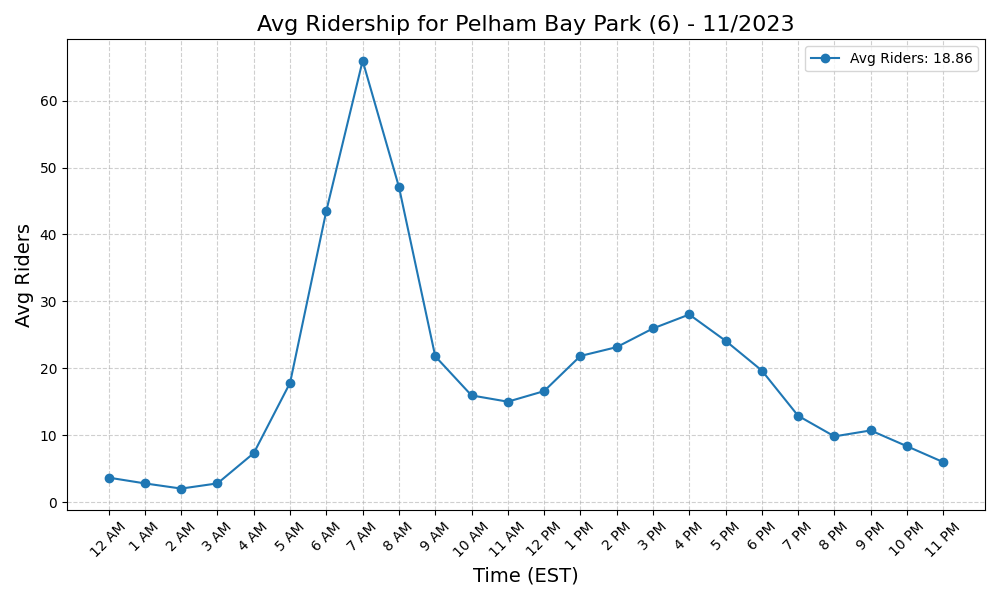 Avg Ridership for Pelham Bay Park (6) - 11/2023
Avg Riders: 18.86
Avg Riders
60
50
40
30
20
10
0
12 AM
1 AM
2 AM
3 AM
4 AM
5 AM
6 AM
7 AM
8 AM
9 AM
10 AM
11 AM
12 PM
1 PM
2 PM
3 PM
4 PM
5 PM
6 PM
7 PM
8 PM
9 PM
10 PM
11 PM
Time (EST)